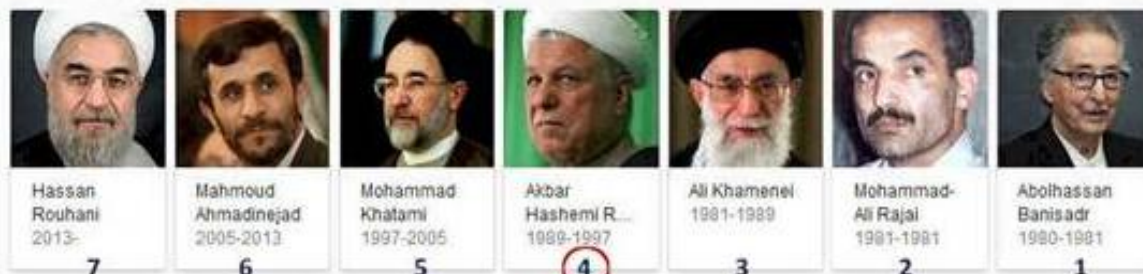 Hassan
Rouhani
2013-
7
Mahmoud
Ahmadinejad
2005-2013
6
Mohammad
Khatami
1997-2005
5
Akbar
Hashemi R...
1989-1997
4
Ali Khamenei
1981-1989
3
Mohammad-
Ali Rajai
1981-1981
2
Abolhassan
Banisadr
1980-1981
1